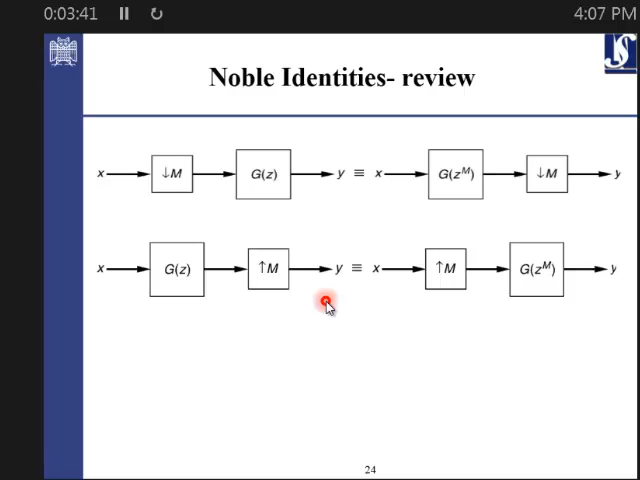 0:03:41 4:07 PM
Noble Identities- review
x ↓M G(z) y ≡ x G(z^M) ↓M y
x G(z) ↑M y ≡ x ↑M G(z^M) y
24